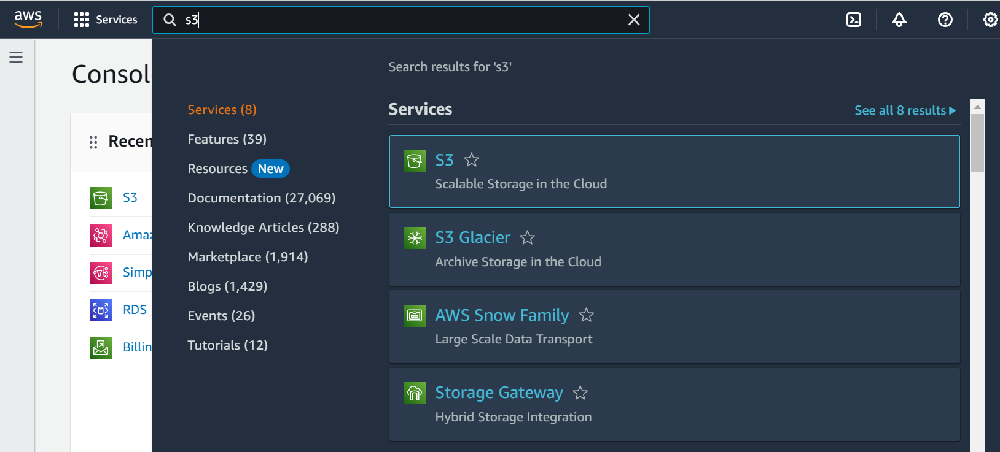 aws
Services
s3
Consol
Recen
S3
Amaz
Simp
RDS
Billin
Search results for 's3'
Services (8)
Features (39)
Resources New
Documentation (27,069)
Knowledge Articles (288)
Marketplace (1,914)
Blogs (1,429)
Events (26)
Tutorials (12)
Services
See all 8 results
S3
Scalable Storage in the Cloud
S3 Glacier
Archive Storage in the Cloud
AWS Snow Family
Large Scale Data Transport
Storage Gateway
Hybrid Storage Integration